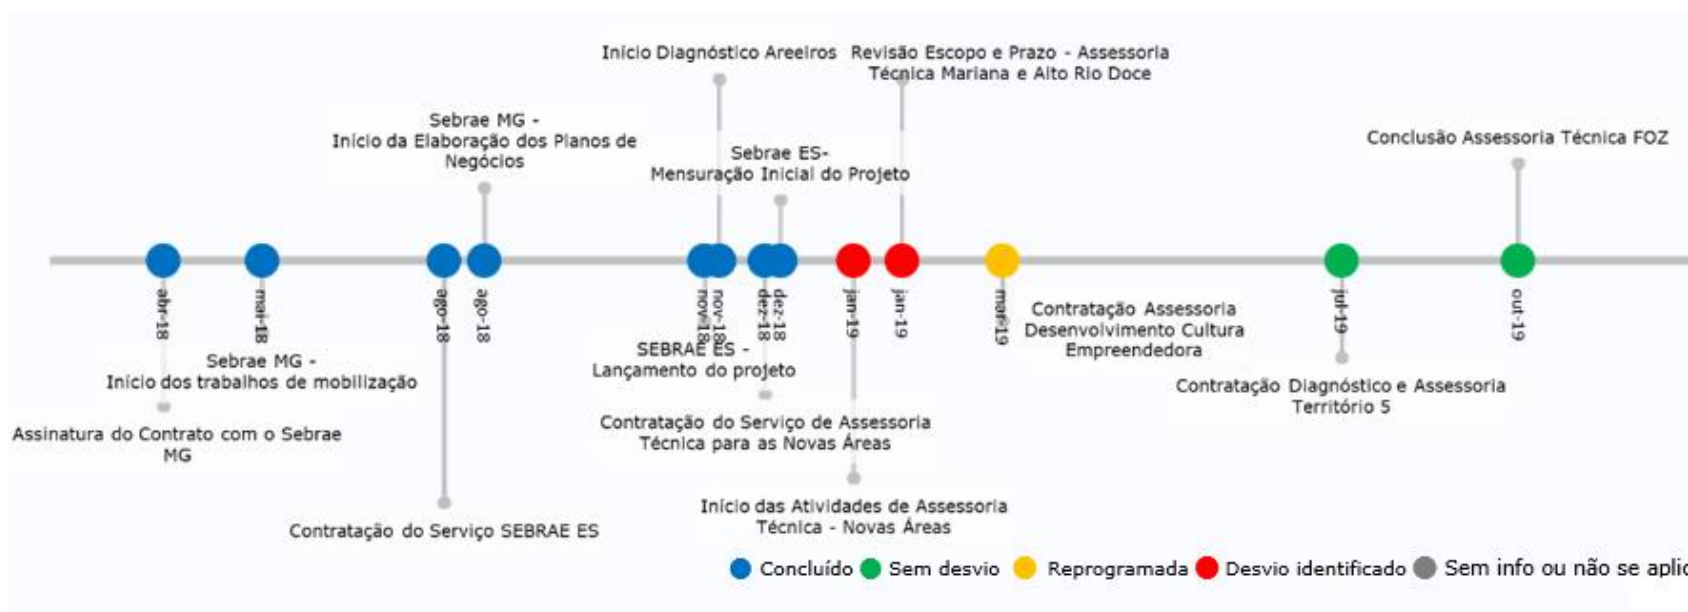 Início Diagnóstico Areeiros
Revisão Escopo e Prazo - Assessoria
Técnica Mariana e Alto Rio Doce
Sebrae MG -
Início da Elaboração dos Planos de
Negócios
Sebrae ES-
Mensuração Inicial do Projeto
Conclusão Assessoria Técnica FOZ
abr-18
mai-18
ago-18
ago-18
nov-18
nov-18
dez-18
dez-18
jan-19
jan-19
mar-19
jul-19
out-19
Contratação Assessoria
Desenvolvimento Cultura
Empreendedora
SEBRAE ES -
Lançamento do projeto
Sebrae MG -
Início dos trabalhos de mobilização
Contratação Diagnóstico e Assessoria
Território 5
Assinatura do Contrato com o Sebrae
MG
Contratação do Serviço de Assessoria
Técnica para as Novas Áreas
Início das Atividades de Assessoria
Técnica - Novas Áreas
Contratação do Serviço SEBRAE ES
Concluído Sem desvio Reprogramada Desvio identificado Sem info ou não se